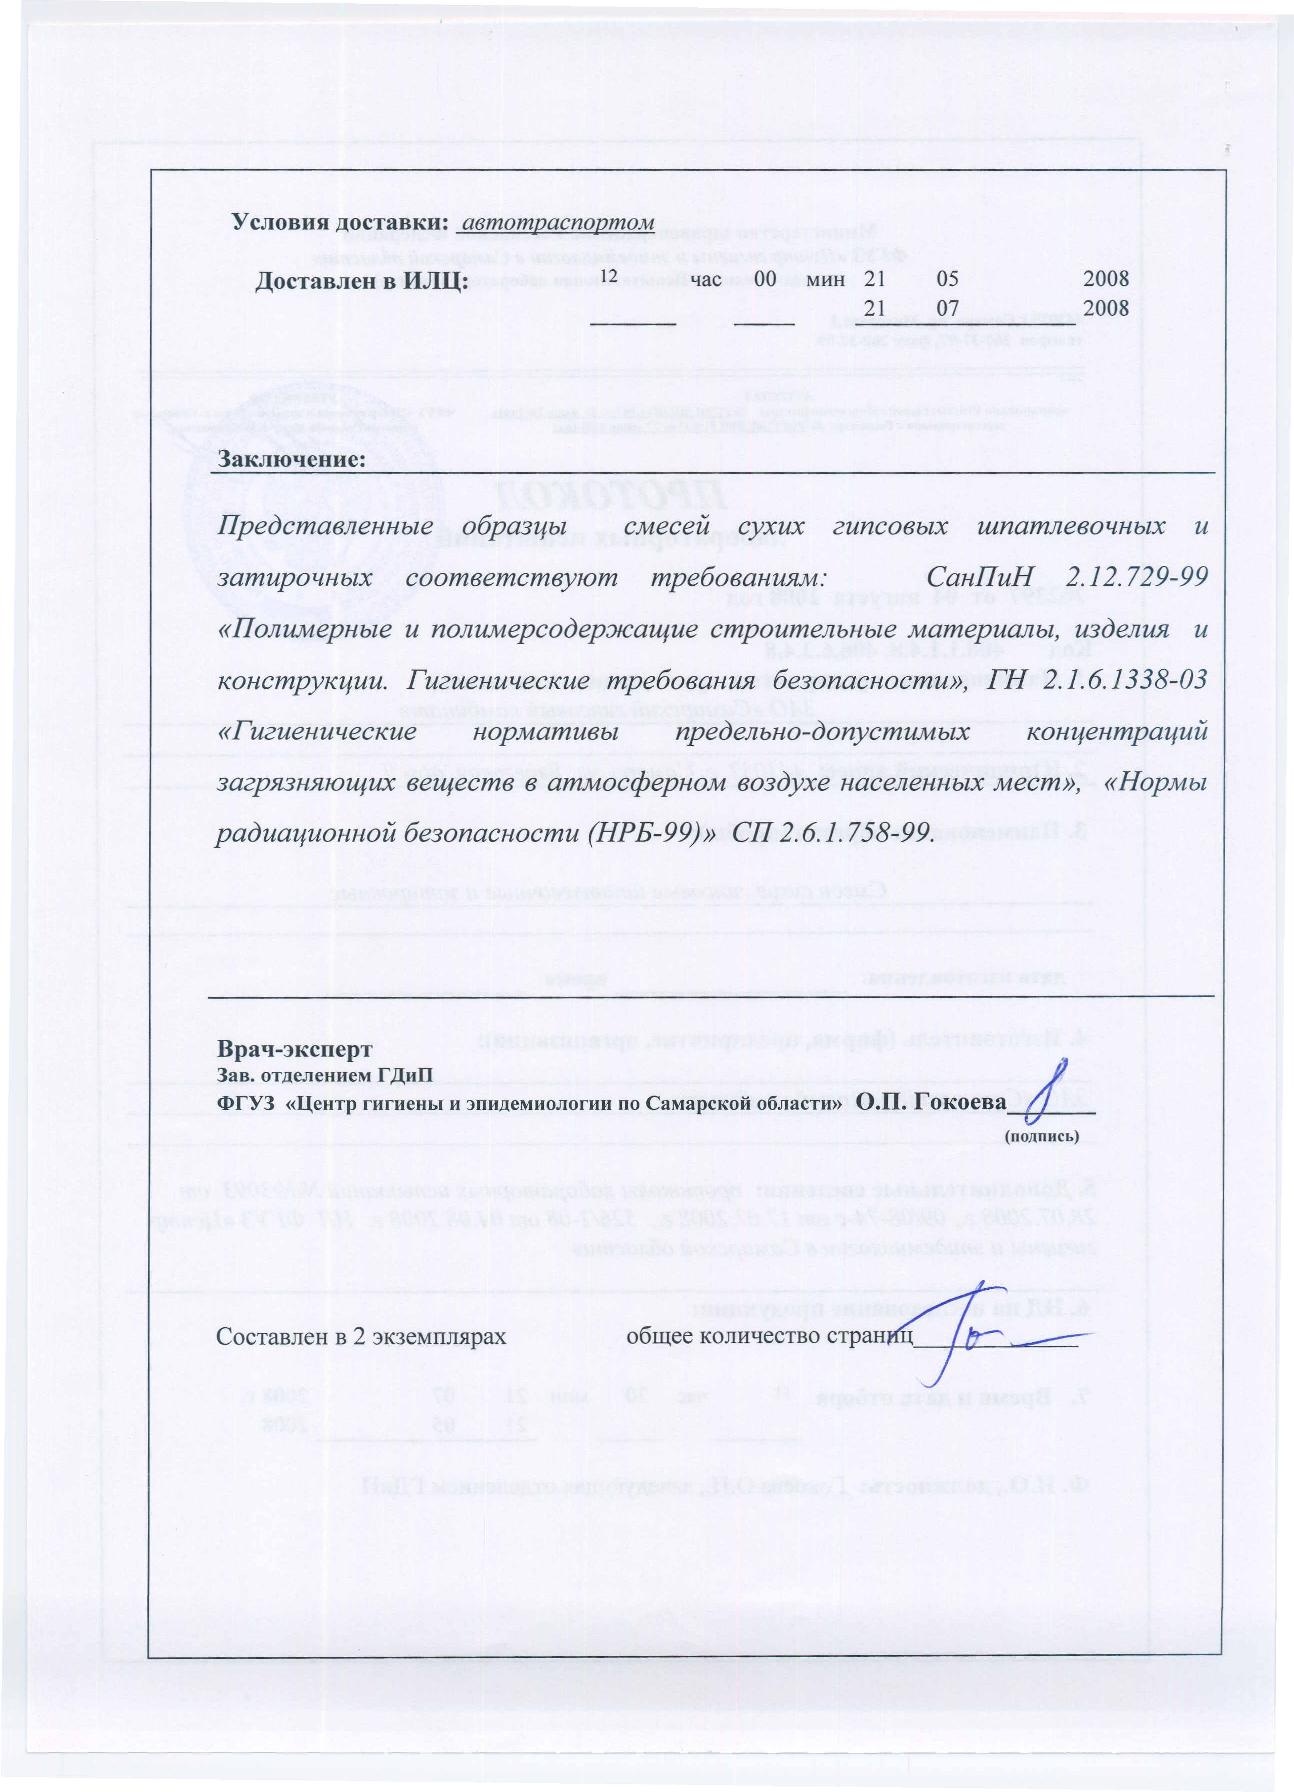 Условия доставки: автотраспортом
Доставлен в ИЛЦ: 12 час 00 мин 21 05 2008
21 07 2008
Заключение:
Представленные образцы смесей сухих гипсовых шпатлевочных и
затирочных соответствуют требованиям: СанПиН 2.12.729-99
«Полимерные и полимерсодержащие строительные материалы, изделия и
конструкции. Гигиенические требования безопасности», ГН 2.1.6.1338-03
«Гигиенические нормативы предельно-допустимых концентраций
загрязняющих веществ в атмосферном воздухе населенных мест», «Нормы
радиационной безопасности (НРБ-99)» СП 2.6.1.758-99.
Врач-эксперт
Зав. отделением ГДиП
ФГУЗ «Центр гигиены и эпидемиологии по Самарской области» О.П. Гокоева
(подпись)
Составлен в 2 экземплярах общее количество страниц